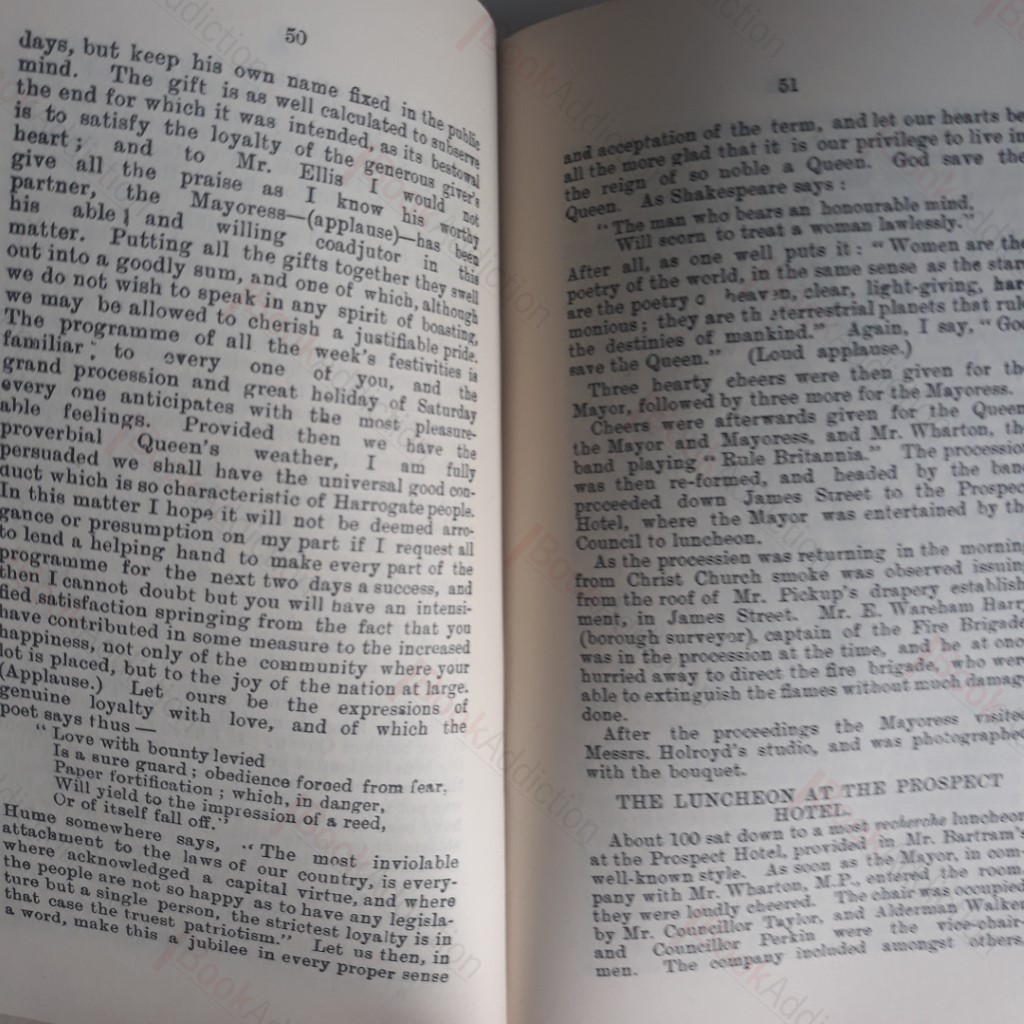 50
days, but keep his own name fixed in the public
mind. The gift is as well calculated to subserve
the end for which it was intended, as its bestowal
is to satisfy the loyalty of the generous giver's
heart; and to Mr. Ellis I would not
give all the praise as I know his worthy
partner, the Mayoress—(applause)—has been
his able and willing coadjutor in this
matter. Putting all the gifts together they swell
out into a goodly sum, and one of which, although
we do not wish to speak in any spirit of boasting,
we may be allowed to cherish a justifiable pride.
The programme of all the week's festivities is
familiar to every one of you, and the
grand procession and great holiday of Saturday
every one anticipates with the most pleasure-
able feelings. Provided then we have the
proverbial Queen's weather, I am fully
persuaded we shall have the universal good con-
duct which is so characteristic of Harrogate people.
In this matter I hope it will not be deemed arro-
gance or presumption on my part if I request all
to lend a helping hand to make every part of the
programme for the next two days a success, and
then I cannot doubt but you will have an intensi-
fied satisfaction springing from the fact that you
have contributed in some measure to the increased
happiness, not only of the community where your
lot is placed, but to the joy of the nation at large.
(Applause.) Let ours be the expressions of
genuine loyalty with love, and of which the
poet says thus—
"Love with bounty levied
Is a sure guard; obedience forced from fear,
Paper fortification; which, in danger,
Will yield to the impression of a reed,
Or of itself fall off."
Hume somewhere says, "The most inviolable
attachment to the laws of our country, is every-
where acknowledged a capital virtue, and where
the people are not so happy as to have any legisla-
ture but a single person, the strictest loyalty is in
that case the truest patriotism." Let us then, in
a word, make this a jubilee in every proper sense
51
and acceptation of the term, and let our hearts be
all the more glad that it is our privilege to live in
the reign of so noble a Queen. God save the
Queen. As Shakespeare says:
"The man who bears an honourable mind,
Will scorn to treat a woman lawlessly."
After all, as one well puts it: "Women are the
poetry of the world, in the same sense as the stars
are the poetry o heaven, clear, light-giving, har-
monious; they are the terrestrial planets that rule
the destinies of mankind." Again, I say, "God
save the Queen." (Loud applause.)
Three hearty cheers were then given for the
Mayor, followed by three more for the Mayoress.
Cheers were afterwards given for the Queen
the Mayor and Mayoress, and Mr. Wharton, the
band playing "Rule Britannia." The procession
was then re-formed, and headed by the band
proceeded down James Street to the Prospect
Hotel, where the Mayor was entertained by the
Council to luncheon.
As the procession was returning in the morning
from Christ Church smoke was observed issuing
from the roof of Mr. Pickup's drapery establish-
ment, in James Street. Mr. E. Wareham Harry
(borough surveyor), captain of the Fire Brigade
was in the procession at the time, and he at once
hurried away to direct the fire brigade, who were
able to extinguish the flames without much damage
done.
After the proceedings the Mayoress visited
Messrs. Holroyd's studio, and was photographed
with the bouquet.
THE LUNCHEON AT THE PROSPECT
HOTEL.
About 100 sat down to a most recherche luncheon
at the Prospect Hotel, provided in Mr. Bartram's
well-known style. As soon as the Mayor, in com-
pany with Mr. Wharton, M.P., entered the room,
they were loudly cheered. The chair was occupied
by Mr. Councillor Taylor, and Alderman Walker
and Councillor Perkin were the vice-chair-
men. The company included amongst others,